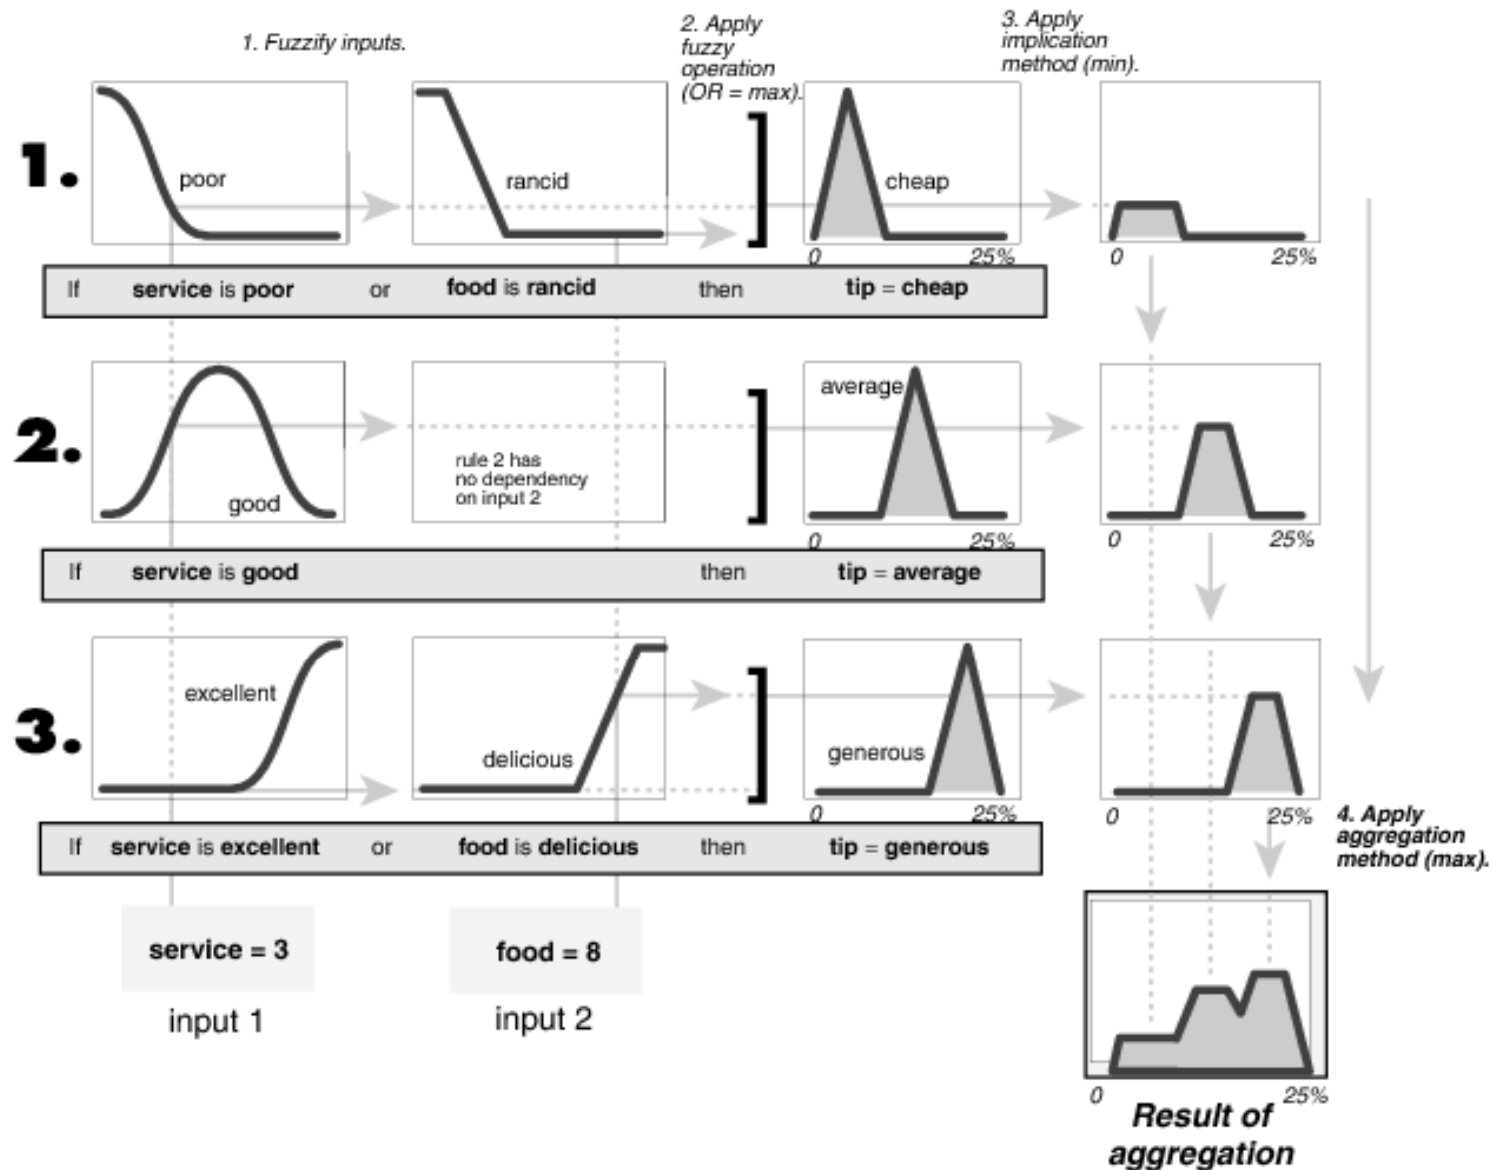 1. Fuzzify inputs.
2. Apply
fuzzy
operation
(OR = max).
3. Apply
implication
method (min).
1.
poor
rancid
cheap
0
25%
0
25%
If service is poor or food is rancid then tip = cheap
2.
good
rule 2 has
no dependency
on input 2
average
0
25%
0
25%
If service is good then tip = average
3.
excellent
delicious
generous
0
25%
0
25%
If service is excellent or food is delicious then tip = generous
4. Apply
aggregation
method (max).
service = 3
input 1
food = 8
input 2
0
25%
Result of
aggregation